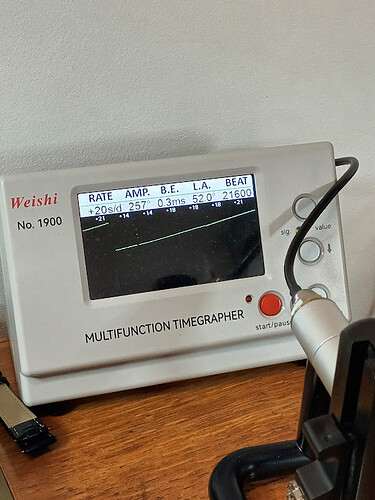 Weishi
No. 1900
RATE AMP. B.E. L.A. BEAT
+20s/d 257° 0.3ms 52.0° 21600
+21 +14 +14 +18 +18 +18 +21
sig. value
start/pause
MULTIFUNCTION TIMEGRAPHER